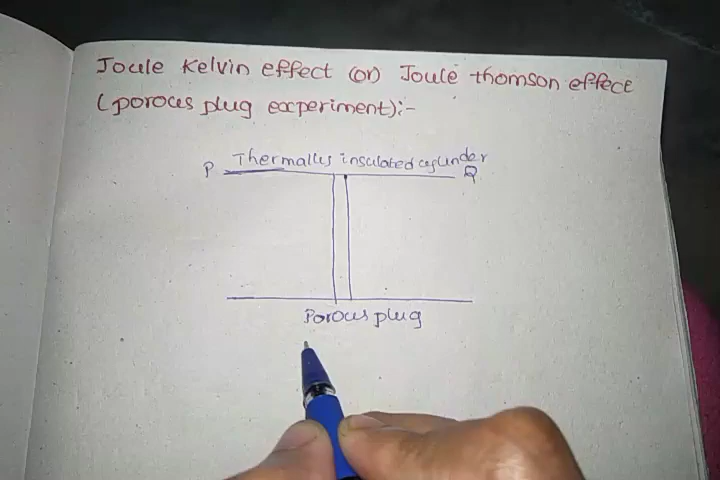 Joule Kelvin effect (or) Joule thomson effect
(porous plug experiment):-
P Thermally insulated cylinder Q
Porous plug